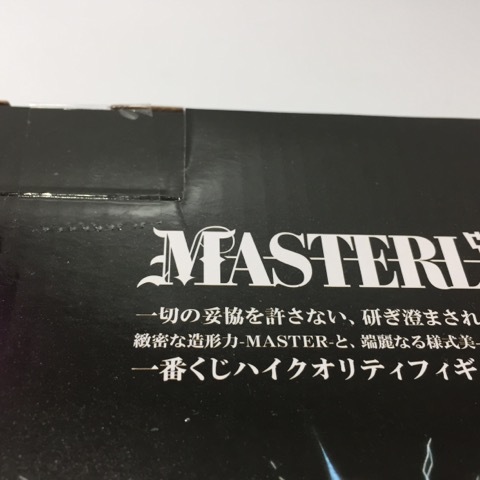 MASTERL
一切の妥協を許さない、研ぎ澄まされ
緻密な造形力-MASTER-と、端麗なる様式美-
一番くじハイクオリティフィギ